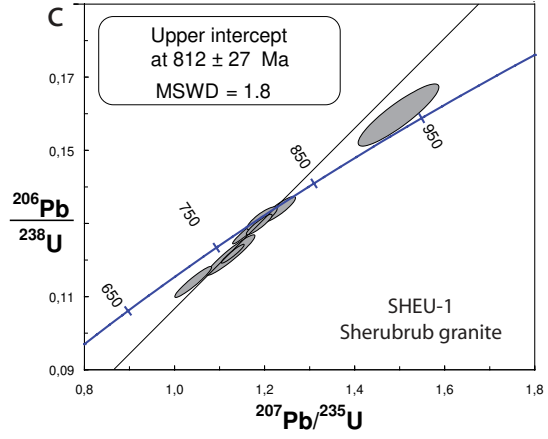 C
Upper intercept
at 812 ± 27 Ma
MSWD = 1.8
0,17
0,15
0,11
0,09
206Pb
238U
950
850
750
650
SHEU-1
Sherubrub granite
0,8
1,0
1,2
1,4
1,6
1,8
207Pb/235U